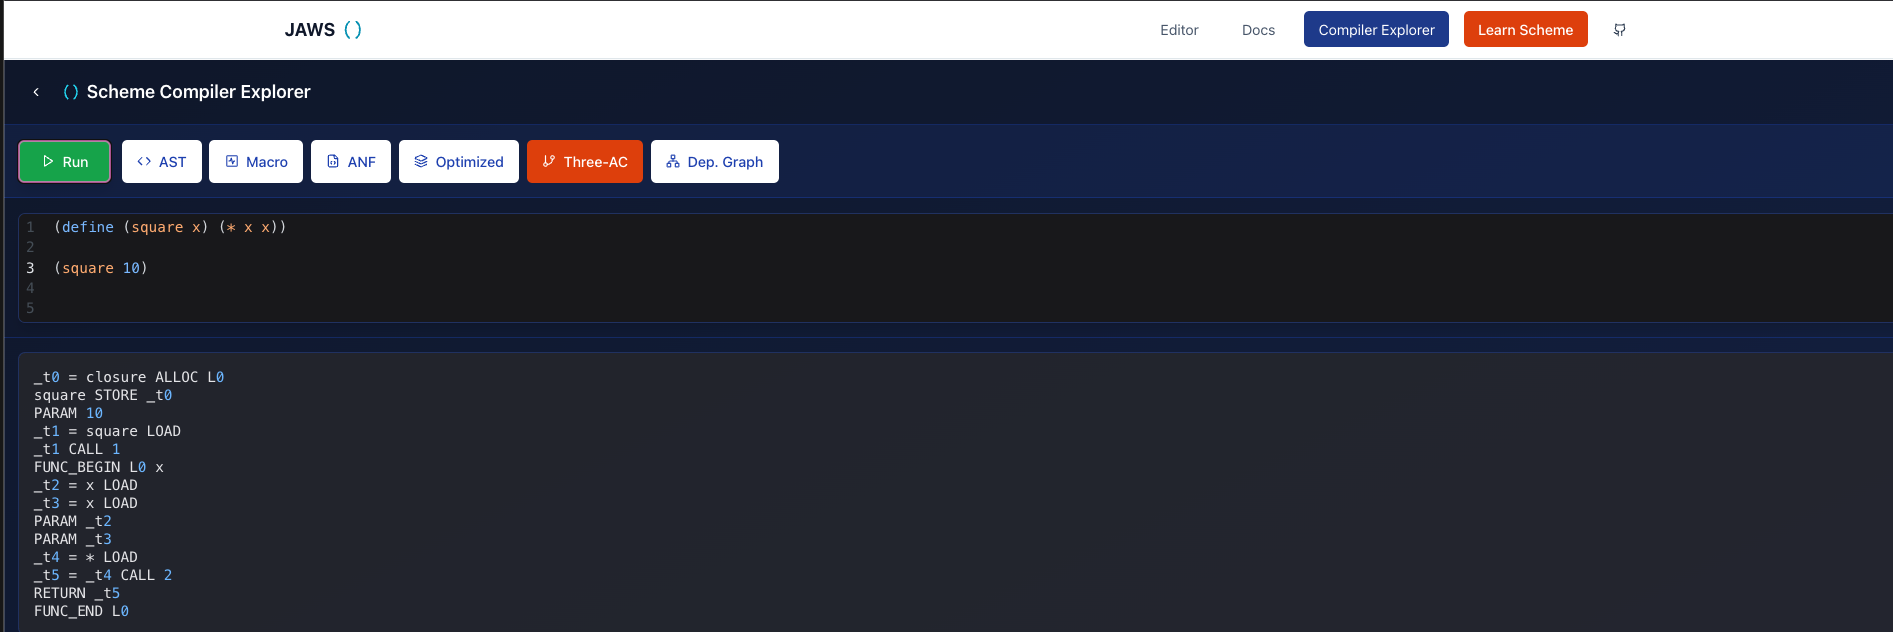 JAWS ()
Editor Docs Compiler Explorer Learn Scheme
() Scheme Compiler Explorer
Run <> AST Macro ANF Optimized Three-AC Dep. Graph
1 (define (square x) (* x x))
2
3 (square 10)
4
5
_t0 = closure ALLOC L0
square STORE _t0
PARAM 10
_t1 = square LOAD
_t1 CALL 1
FUNC_BEGIN L0 x
_t2 = x LOAD
_t3 = x LOAD
PARAM _t2
PARAM _t3
_t4 = * LOAD
_t5 = _t4 CALL 2
RETURN _t5
FUNC_END L0